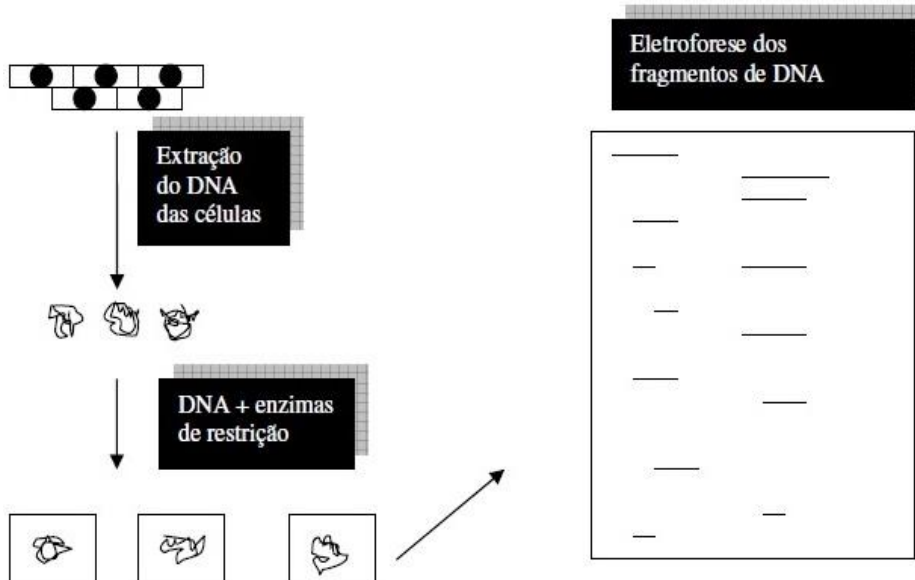 Extração
do DNA
das células
DNA + enzimas
de restrição
Eletroforese dos
fragmentos de DNA